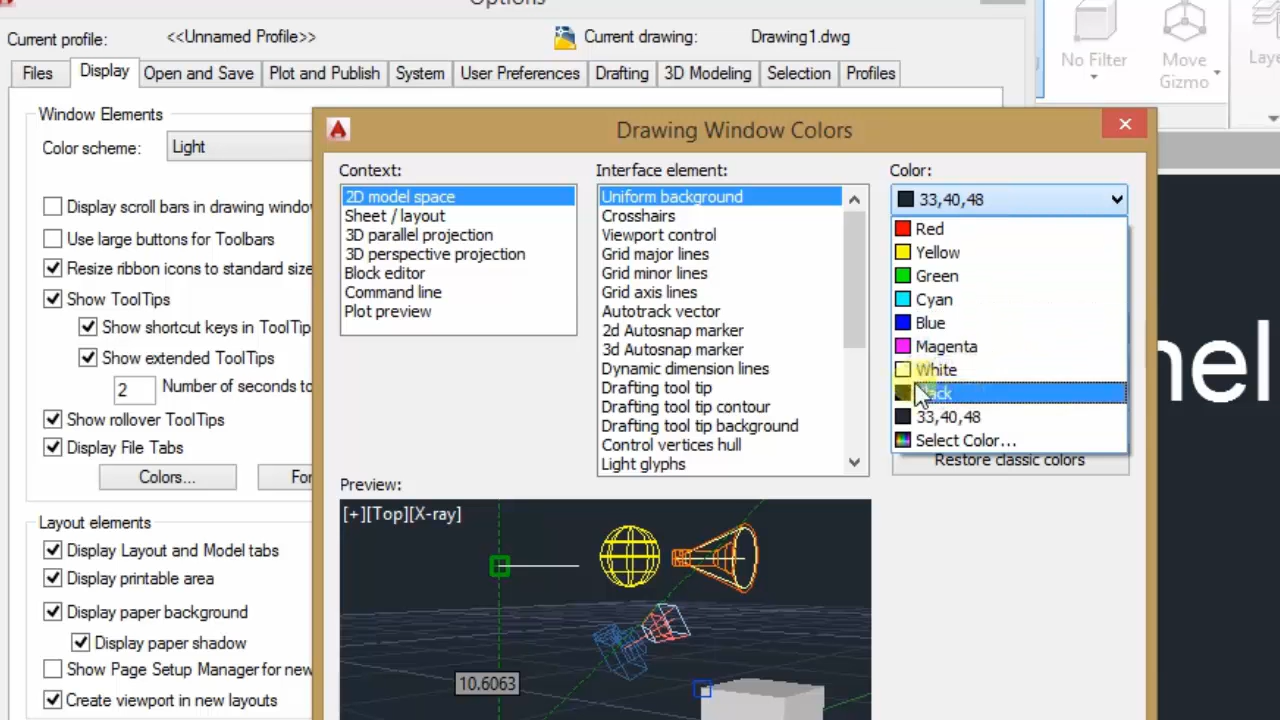 Options
Current profile: <<Unnamed Profile>> Current drawing: Drawing1.dwg
Files Display Open and Save Plot and Publish System User Preferences Drafting 3D Modeling Selection Profiles
No Filter
Move
Gizmo
Laye
Window Elements
Color scheme: Light
Display scroll bars in drawing window
Use large buttons for Toolbars
Resize ribbon icons to standard size
Show ToolTips
Show shortcut keys in ToolTip
Show extended ToolTips
2 Number of seconds to
Show rollover ToolTips
Display File Tabs
Colors... Fon
Layout elements
Display Layout and Model tabs
Display printable area
Display paper background
Display paper shadow
Show Page Setup Manager for new
Create viewport in new layouts
Drawing Window Colors
Context:
2D model space
Sheet / layout
3D parallel projection
3D perspective projection
Block editor
Command line
Plot preview
Interface element:
Uniform background
Crosshairs
Viewport control
Grid major lines
Grid minor lines
Grid axis lines
Autotrack vector
2d Autosnap marker
3d Autosnap marker
Dynamic dimension lines
Drafting tool tip
Drafting tool tip contour
Drafting tool tip background
Control vertices hull
Light glyphs
Color:
33,40,48
Red
Yellow
Green
Cyan
Blue
Magenta
White
Black
33,40,48
Select Color...
Restore classic colors
Preview:
[+][Top][X-ray]
10.6063
nel